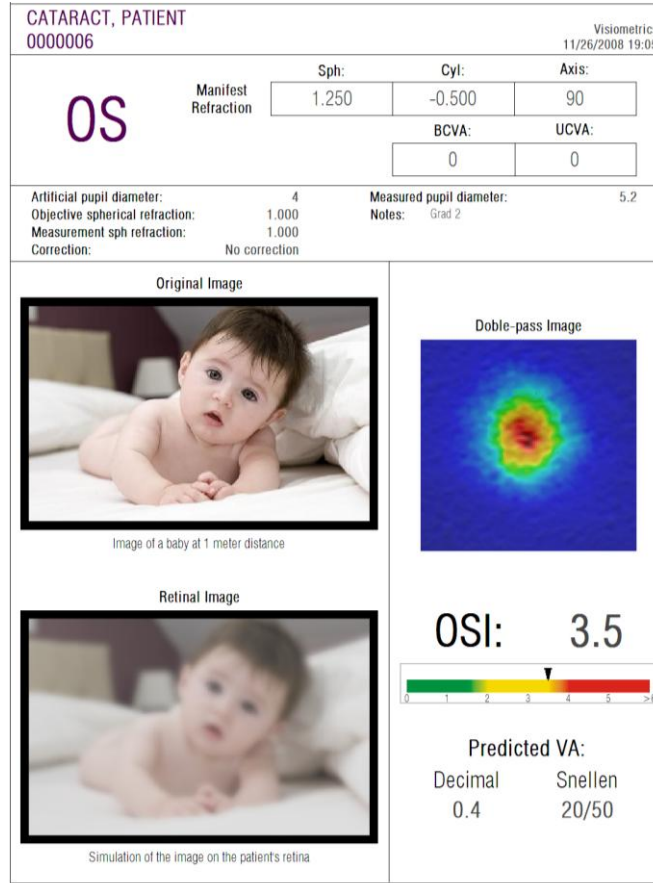 CATARACT, PATIENT
0000006
Visiometrics
11/26/2008 19:05
OS
Manifest Refraction
Sph: Cyl: Axis:
1.250 -0.500 90
BCVA: UCVA:
0 0
Artificial pupil diameter: 4 Measured pupil diameter: 5.2
Objective spherical refraction: 1.000 Notes: Grad 2
Measurement sph refraction: 1.000
Correction: No correction
Original Image
Image of a baby at 1 meter distance
Retinal Image
Simulation of the image on the patient's retina
Doble-pass Image
OSI: 3.5
0 1 2 3 4 5
Predicted VA:
Decimal Snellen
0.4 20/50